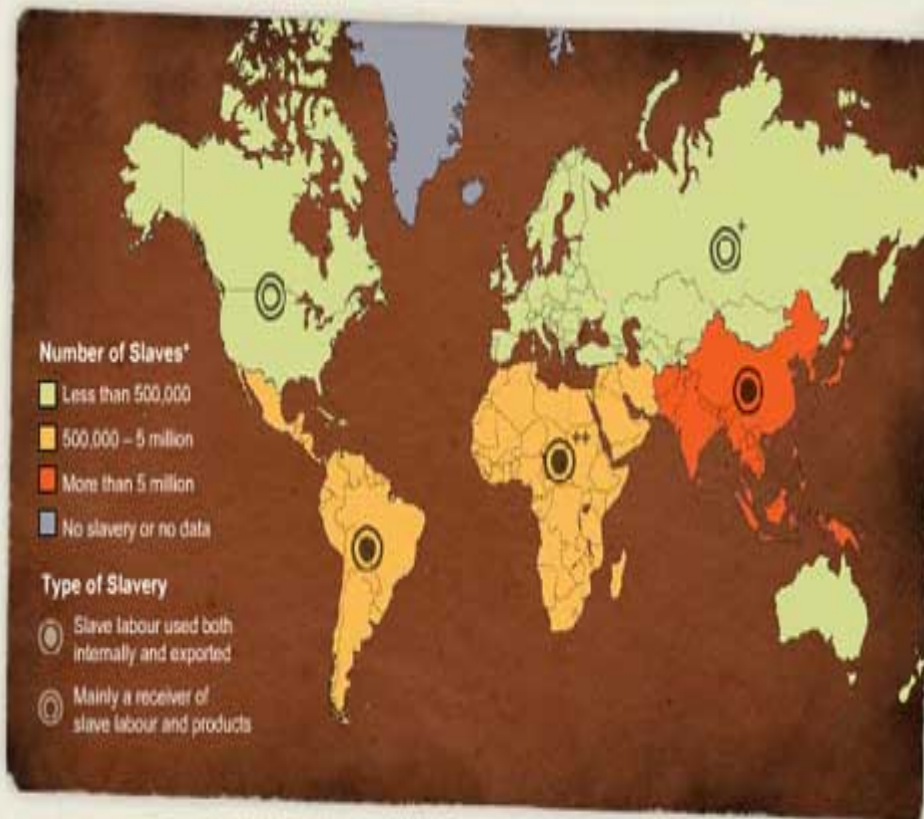 Number of Slaves*
Less than 500,000
500,000 – 5 million
More than 5 million
No slavery or no data
Type of Slavery
Slave labour used both
internally and exported
Mainly a receiver of
slave labour and products
+
++